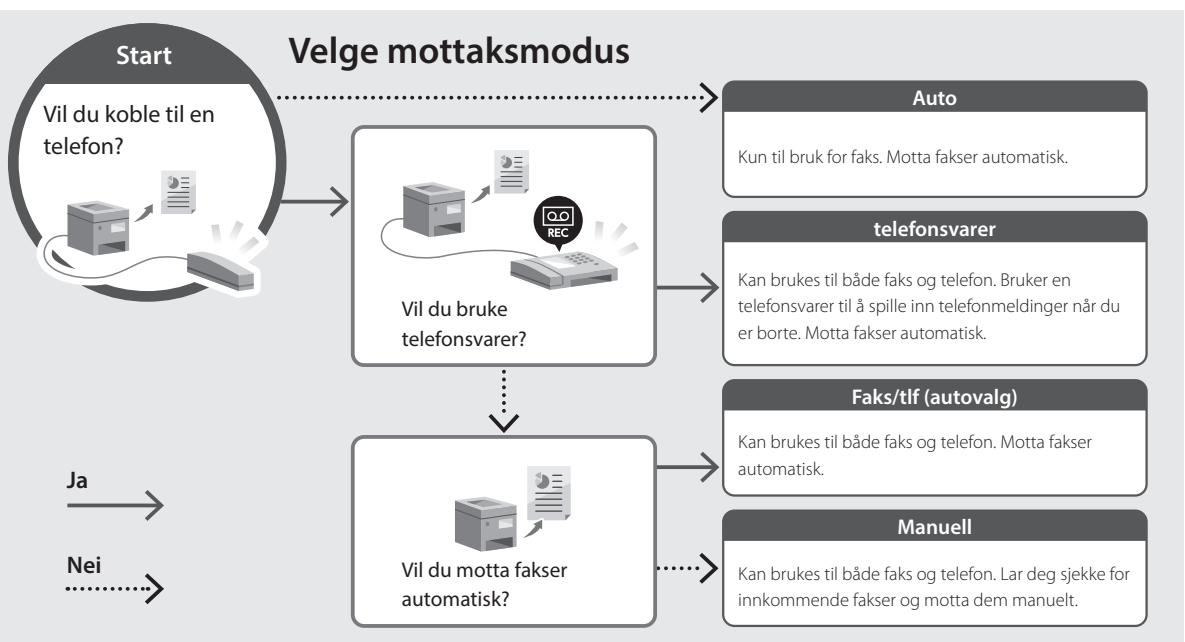 Velge mottaksmodus
Start
Vil du koble til en
telefon?
Auto
Kun til bruk for faks. Motta fakser automatisk.
REC
Vil du bruke
telefonsvarer?
telefonsvarer
Kan brukes til både faks og telefon. Bruker en
telefonsvarer til å spille inn telefonmeldinger når du
er borte. Motta fakser automatisk.
Vil du motta fakser
automatisk?
Faks/tlf (autovalg)
Kan brukes til både faks og telefon. Motta fakser
automatisk.
Manuell
Kan brukes til både faks og telefon. Lar deg sjekke for
innkommende fakser og motta dem manuelt.
Ja
Nei